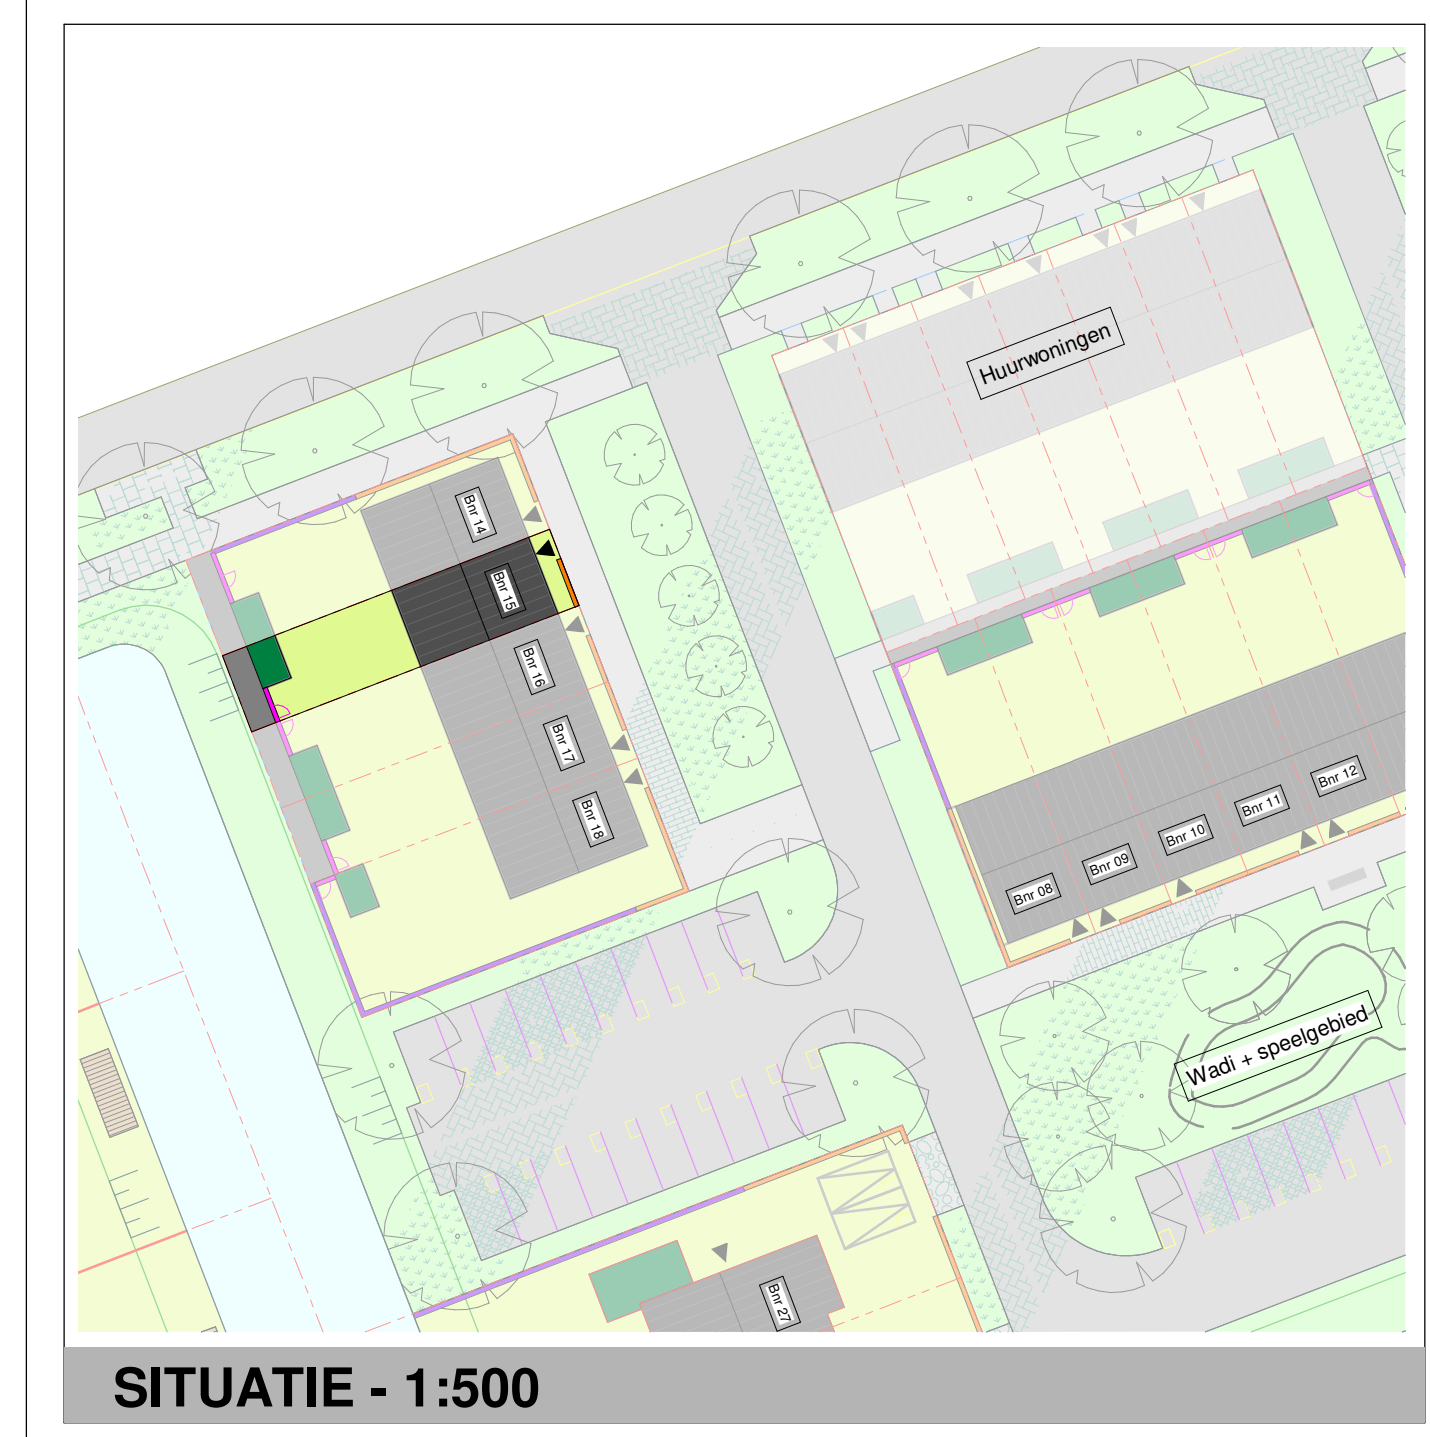 Huurwoningen
Bnr 14
Bnr 15
Bnr 16
Bnr 17
Bnr 18
Bnr 12
Bnr 11
Bnr 10
Bnr 09
Bnr 08
Wadi + speelgebied
Bnr 27
SITUATIE - 1:500